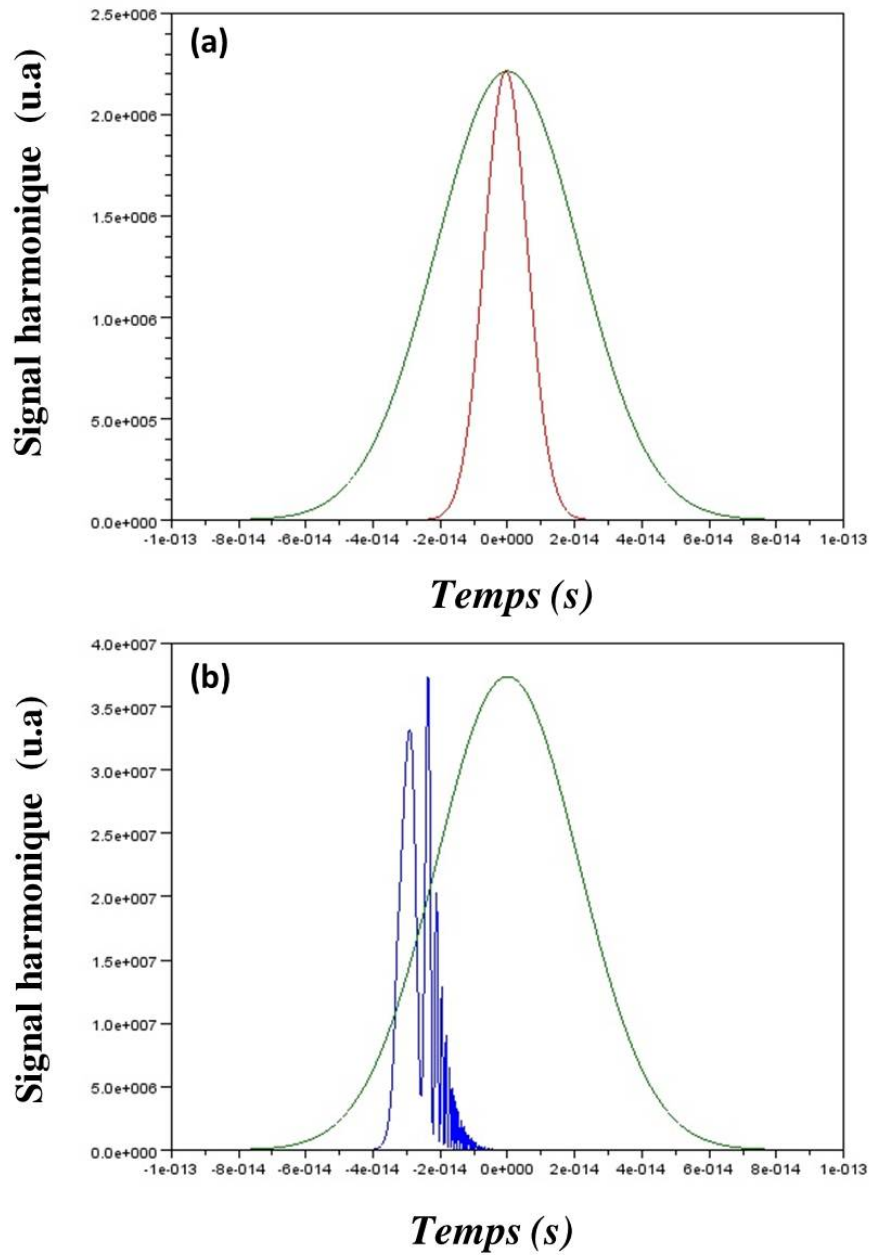 (a)
Signal harmonique (u.a)
2.5e+006
2.0e+006
1.5e+006
1.0e+006
5.0e+005
0.0e+000
-1e-013 -8e-014 -6e-014 -4e-014 -2e-014 0e+000 2e-014 4e-014 6e-014 8e-014 1e-013
Temps (s)
(b)
Signal harmonique (u.a)
4.0e+007
3.5e+007
3.0e+007
2.5e+007
2.0e+007
1.5e+007
1.0e+007
5.0e+006
0.0e+000
-1e-013 -8e-014 -6e-014 -4e-014 -2e-014 0e+000 2e-014 4e-014 6e-014 8e-014 1e-013
Temps (s)